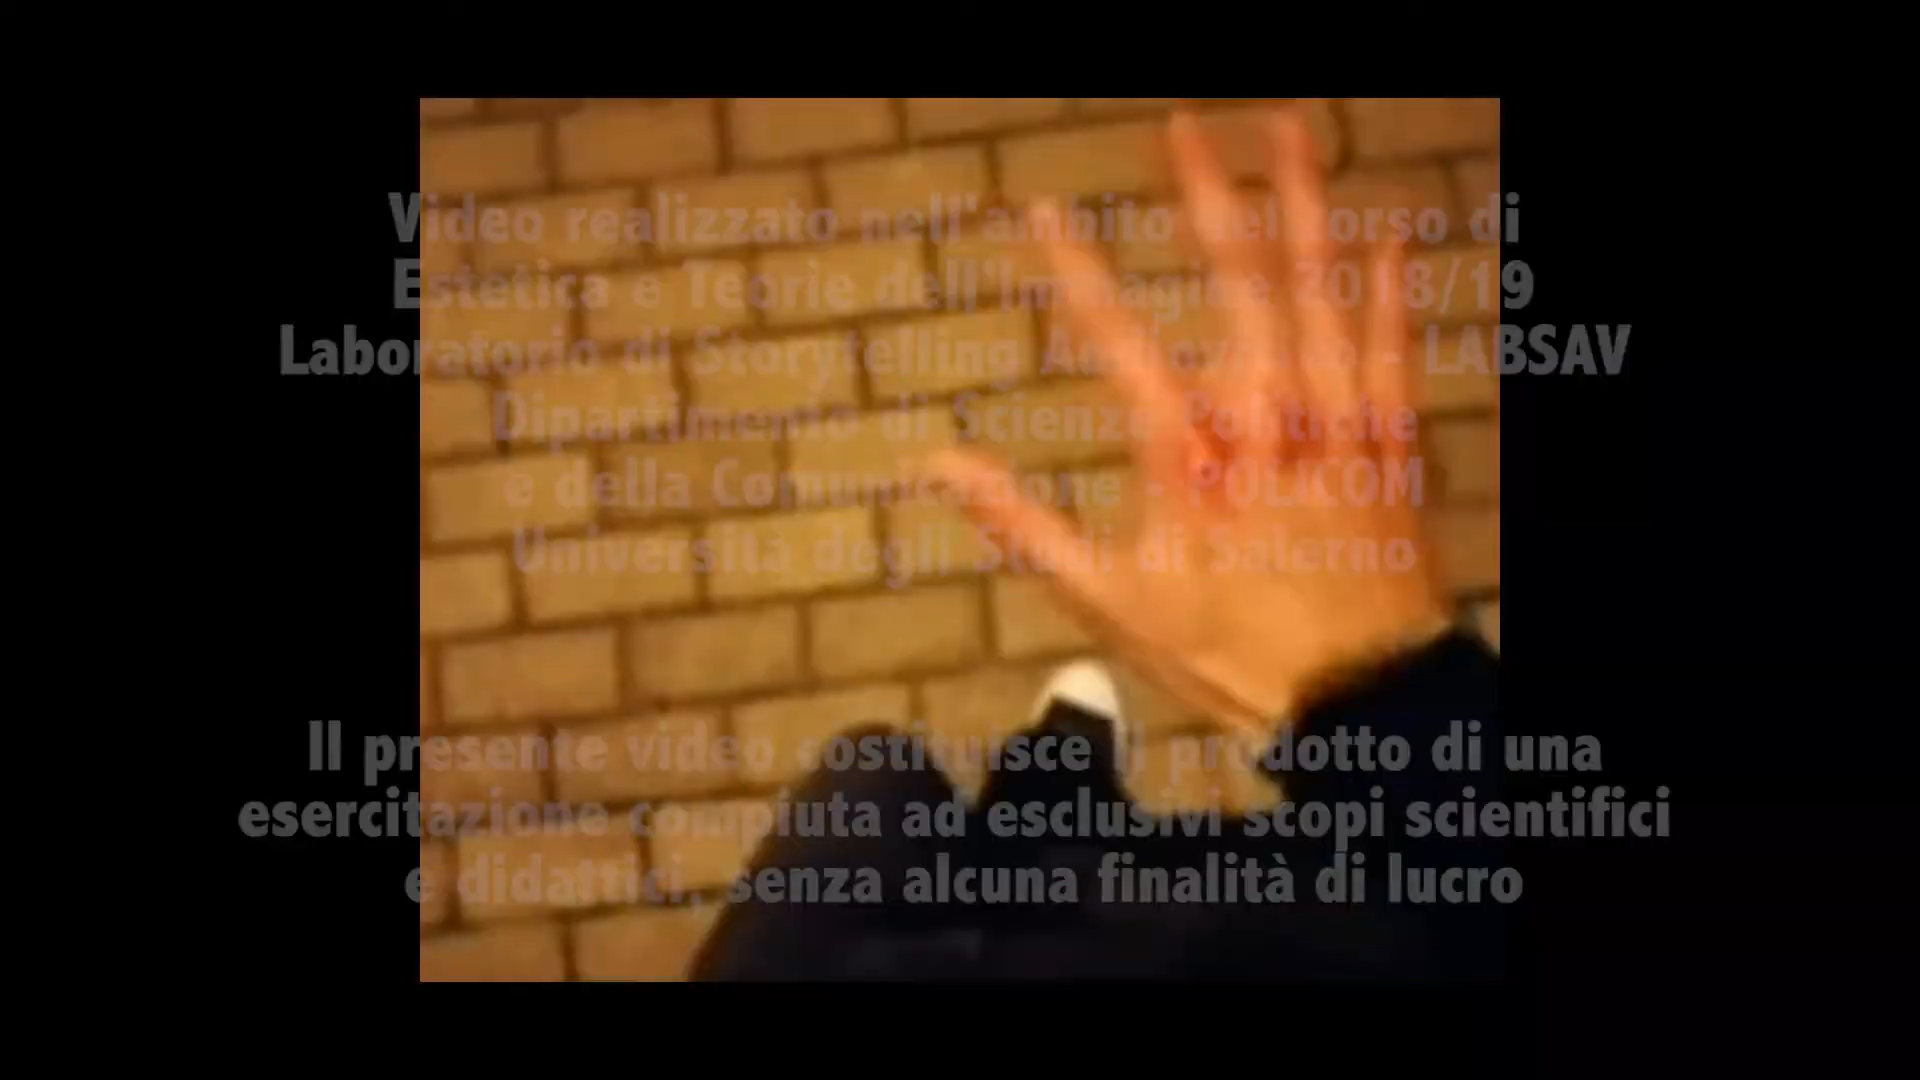 Video realizzato nell'ambito del corso di
Estetica e Teorie dell'Immagine 2018/19
Laboratorio di Storytelling Audiovisivo - LABSAV
Dipartimento di Scienze Politiche
e della Comunicazione - POLICOM
Università degli Studi di Salerno
Il presente video costituisce il prodotto di una
esercitazione compiuta ad esclusivi scopi scientifici
e didattici, senza alcuna finalità di lucro